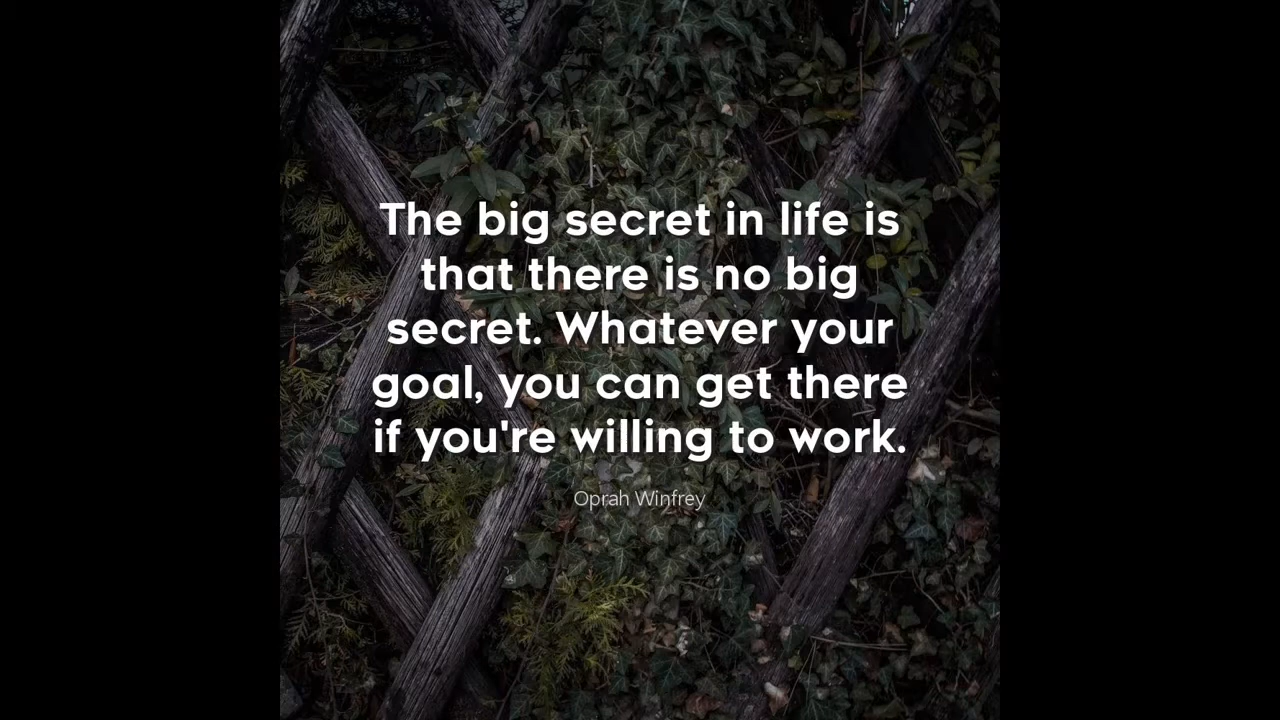 The big secret in life is
that there is no big
secret. Whatever your
goal, you can get there
if you're willing to work.
Oprah Winfrey